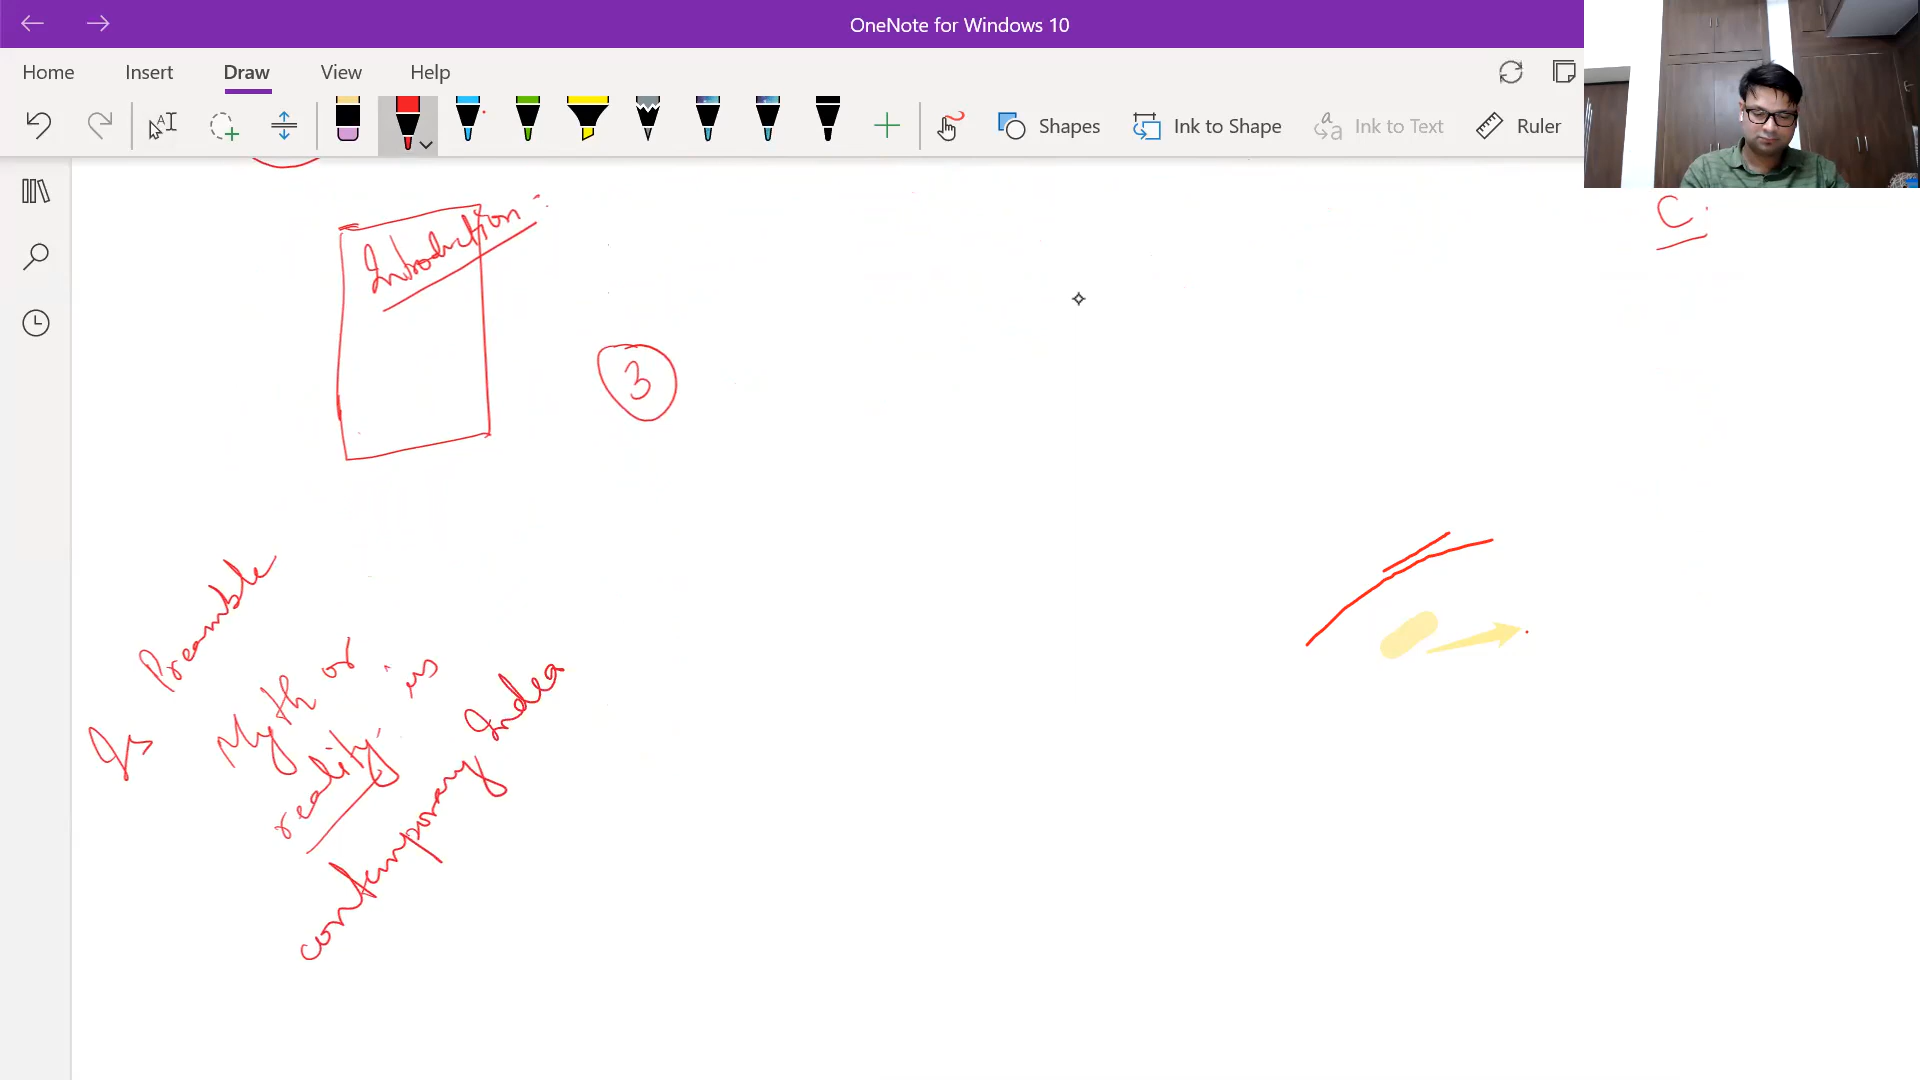 OneNote for Windows 10
Home Insert Draw View Help
Shapes Ink to Shape Ink to Text Ruler
Introduction :
C.
3
Is Preamble
Myth or
reality in
contemporary India